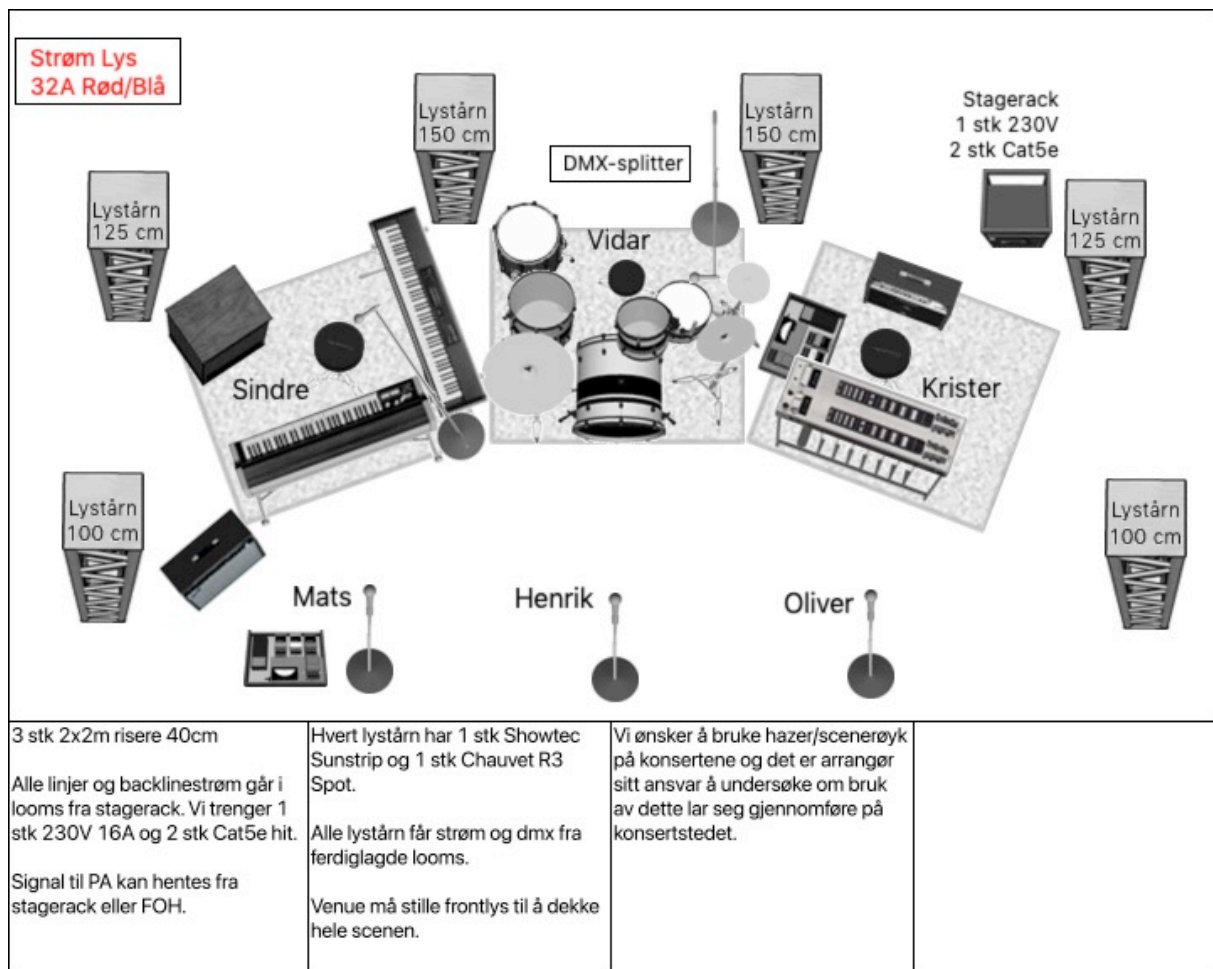 Strøm Lys
32A Rød/Blå
Lystårn
150 cm
Lystårn
150 cm
Stagerack
1 stk 230V
2 stk Cat5e
DMX-splitter
Lystårn
125 cm
Lystårn
125 cm
Vidar
Sindre
Krister
Lystårn
100 cm
Lystårn
100 cm
Mats
Henrik
Oliver
3 stk 2x2m risere 40cm
Alle linjer og backlinestrøm går i
looms fra stagerack. Vi trenger 1
stk 230V 16A og 2 stk Cat5e hit.
Signal til PA kan hentes fra
stagerack eller FOH.
Hvert lystårn har 1 stk Showtec
Sunstrip og 1 stk Chauvet R3
Spot.
Alle lystårn får strøm og dmx fra
ferdiglagde looms.
Venue må stille frontlys til å dekke
hele scenen.
Vi ønsker å bruke hazer/scenerøyk
på konsertene og det er arrangør
sitt ansvar å undersøke om bruk
av dette lar seg gjennomføre på
konsertstedet.